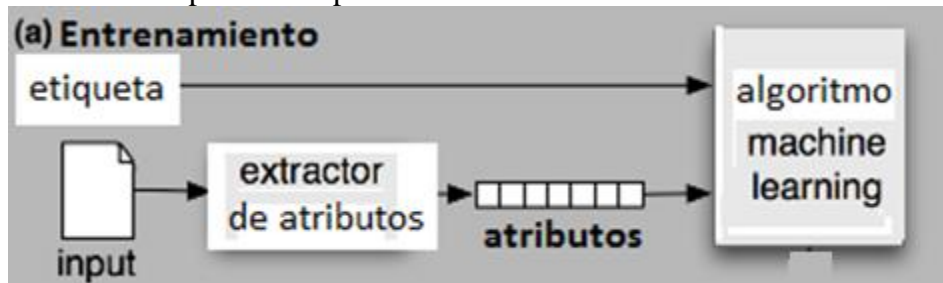 (a) Entrenamiento
etiqueta
algoritmo
machine
learning
extractor
de atributos
atributos
input